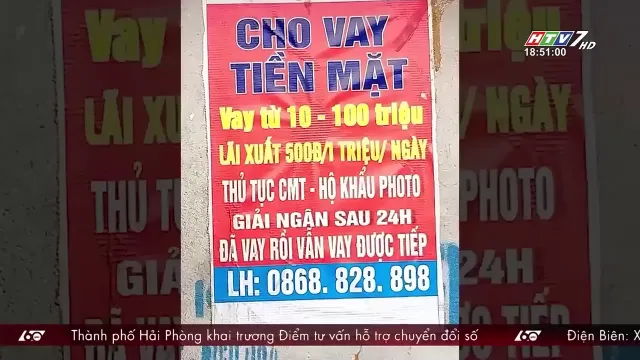 HTV7 HD
18:51:00
CHO VAY
TIỀN MẶT
Vay từ 10 - 100 triệu
LÃI XUẤT 500Đ/1 TRIỆU/ NGÀY
THỦ TỤC CMT - HỘ KHẨU PHOTO
GIẢI NGÂN SAU 24H
ĐÃ VAY RỒI VẪN VAY ĐƯỢC TIẾP
LH: 0868. 828. 898
60 Thành phố Hải Phòng khai trương Điểm tư vấn hỗ trợ chuyển đổi số 60 Điện Biên: X